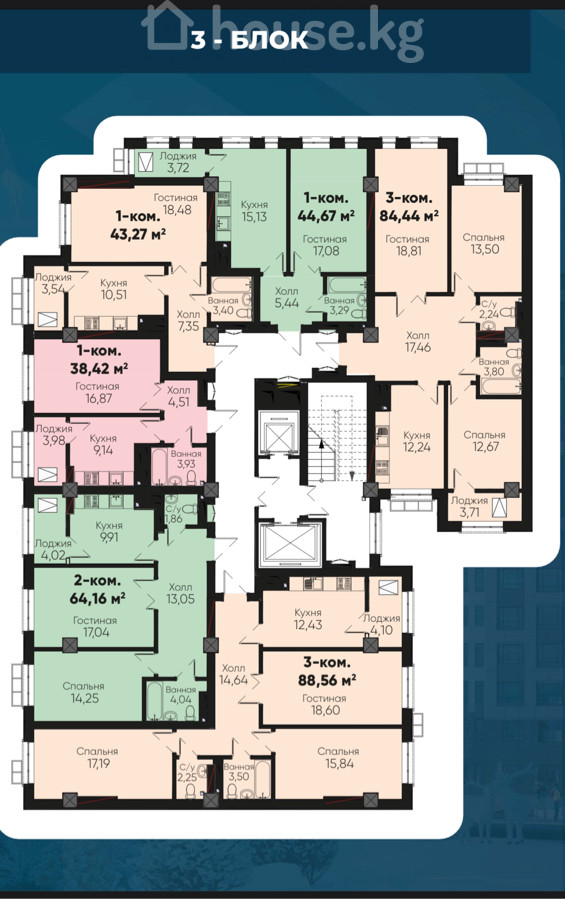 house.kg
3 - БЛОК
Лоджия
3,72
Гостиная
18,48
1-ком.
43,27 м²
Кухня
15,13
1-ком.
44,67 м²
17,08
3-ком.
84,44 м²
Гостиная
18,81
Спальня
13,50
Лоджия
3,54
Кухня
10,51
Холл
7,35
Ванная
3,40
Холл
5,44
Ванная
3,29
С/у
2,24
Холл
17,46
Ванная
3,80
1-ком.
38,42 м²
Гостиная
16,87
Холл
4,51
Лоджия
3,98
Кухня
9,14
Ванная
3,93
Кухня
12,24
Спальня
12,67
Лоджия
3,71
С/у
1,86
Кухня
9,91
Лоджия
4,02
2-ком.
64,16 м²
Гостиная
17,04
Холл
13,05
Спальня
14,25
Ванная
4,04
Кухня
12,43
Лоджия
4,10
Холл
14,64
3-ком.
88,56 м²
Гостиная
18,60
Спальня
17,19
С/у
2,25
Ванная
3,50
Спальня
15,84